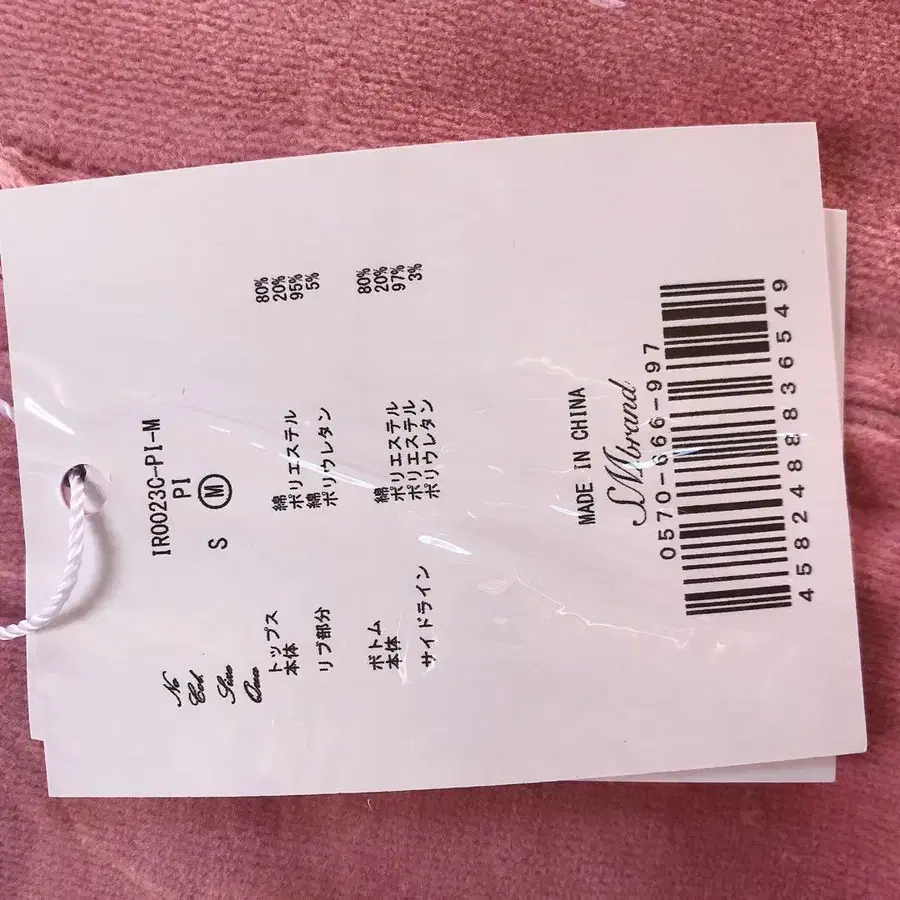 No IR0023C-PI-M
Col. PI
Size S Ⓜ
Qua.
トップス
本体 綿 80%
ポリエステル 20%
リブ部分 綿 95%
ポリウレタン 5%
ボトム
本体 綿 80%
ポリエステル 20%
サイドライン ポリエステル 97%
ポリウレタン 3%
MADE IN CHINA
SMbrand
0570-666-997
4582488836549